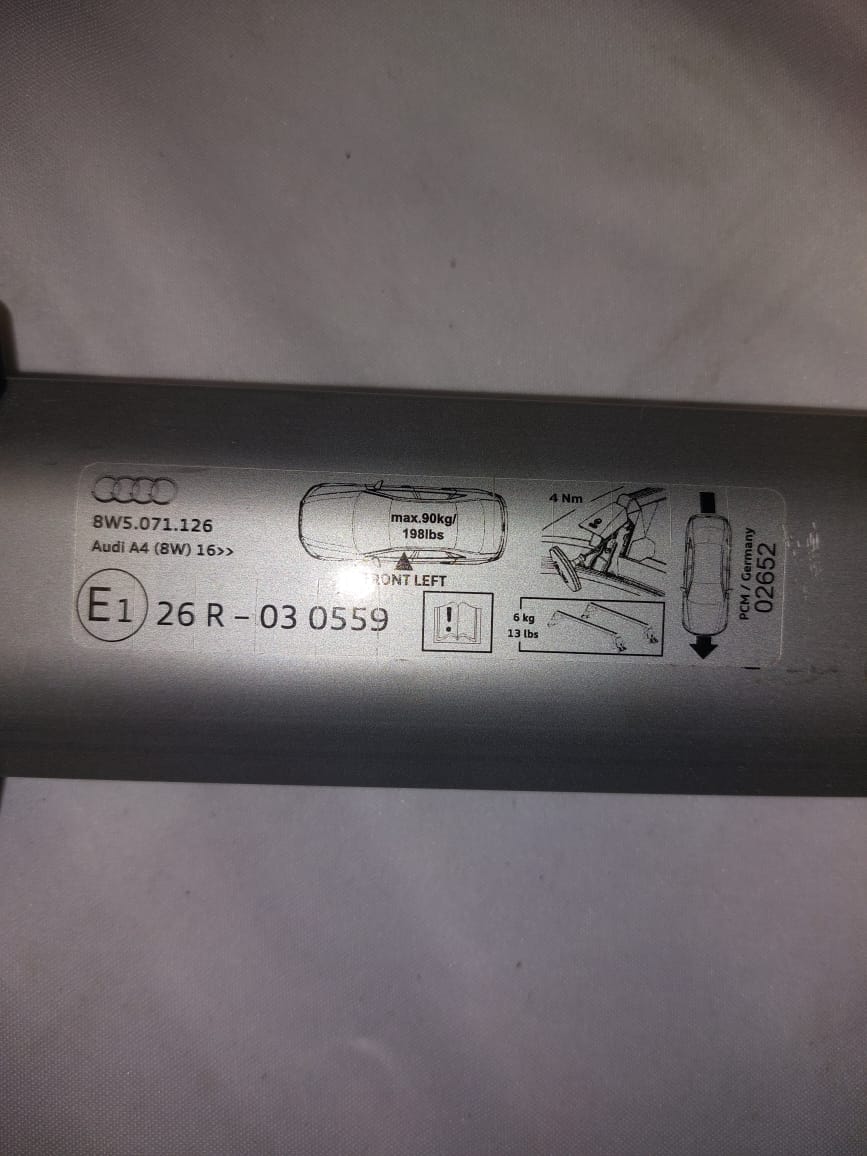 8W5.071.126
Audi A4 (8W) 16>>
E1 26 R - 03 0559
max.90kg/
198lbs
FRONT LEFT
!
4 Nm
6 kg
13 lbs
PCM / Germany
02652